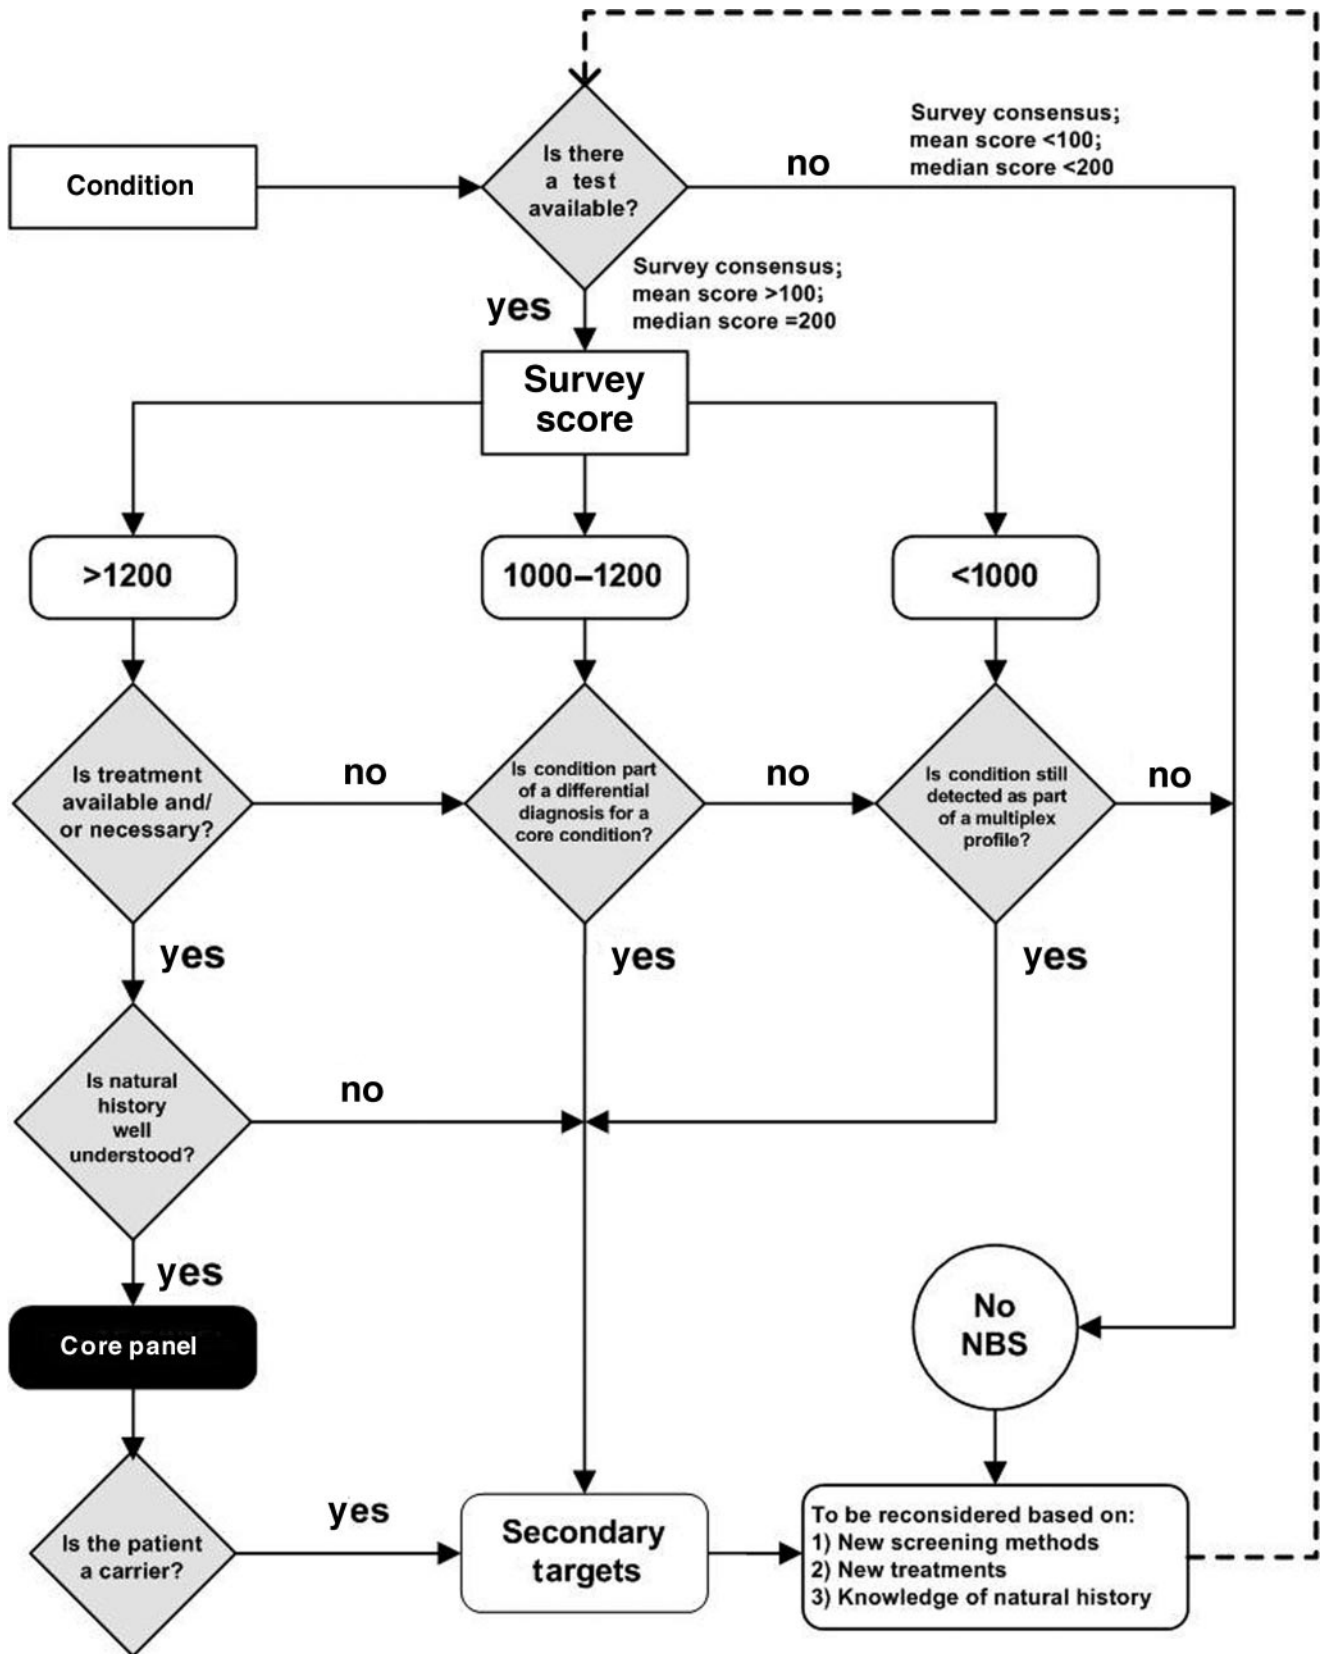 Condition
Is there
a test
available?
no
Survey consensus;
mean score <100;
median score <200
yes
Survey consensus;
mean score >100;
median score =200
Survey
score
>1200
1000–1200
<1000
Is treatment
available and/
or necessary?
no
Is condition part
of a differential
diagnosis for a
core condition?
no
Is condition still
detected as part
of a multiplex
profile?
no
yes
yes
yes
Is natural
history
well
understood?
no
yes
Core panel
No
NBS
Is the patient
a carrier?
yes
Secondary
targets
To be reconsidered based on:
1) New screening methods
2) New treatments
3) Knowledge of natural history